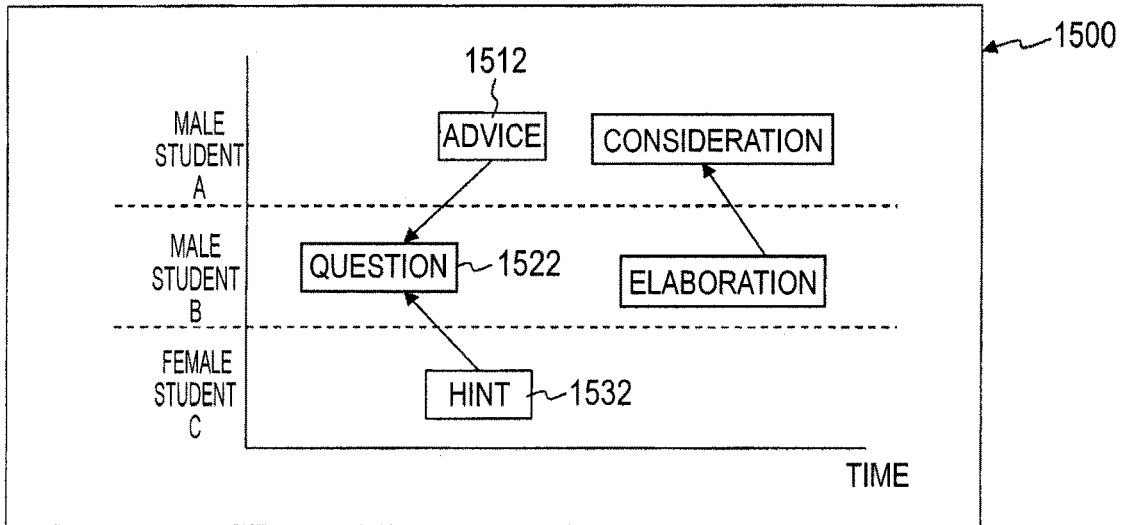 1500
1512
MALE
STUDENT
A
ADVICE
CONSIDERATION
MALE
STUDENT
B
QUESTION
1522
ELABORATION
FEMALE
STUDENT
C
HINT
1532
TIME